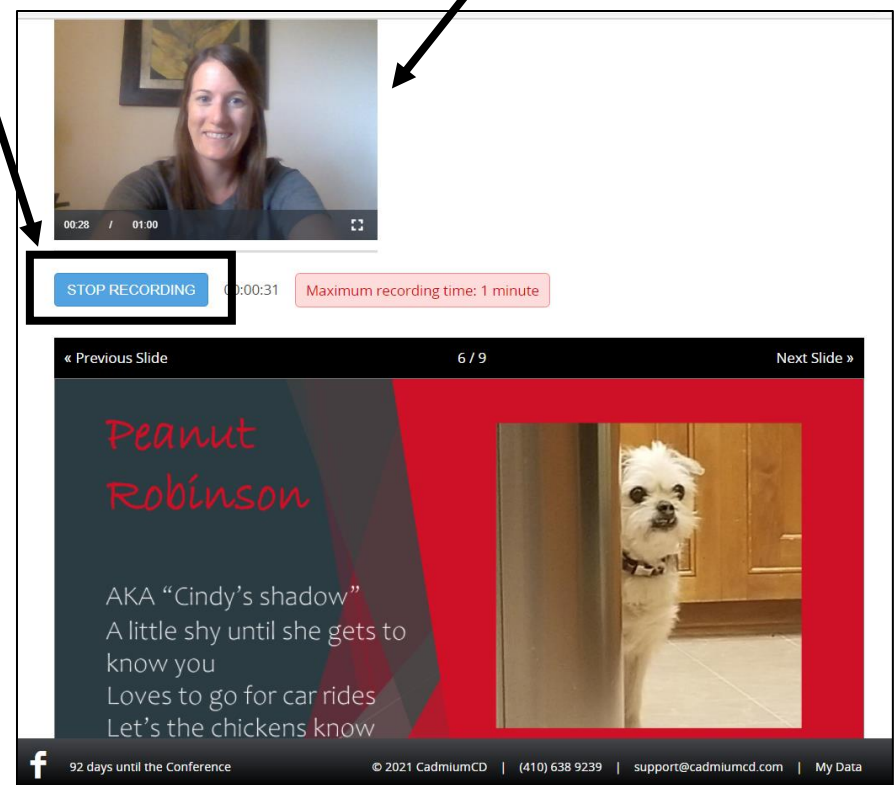 00:28 / 01:00
STOP RECORDING 00:00:31 Maximum recording time: 1 minute
« Previous Slide 6 / 9 Next Slide »
Peanut
Robinson
AKA “Cindy’s shadow”
A little shy until she gets to
know you
Loves to go for car rides
Let’s the chickens know
f 92 days until the Conference © 2021 CadmiumCD | (410) 638 9239 | support@cadmiumcd.com | My Data